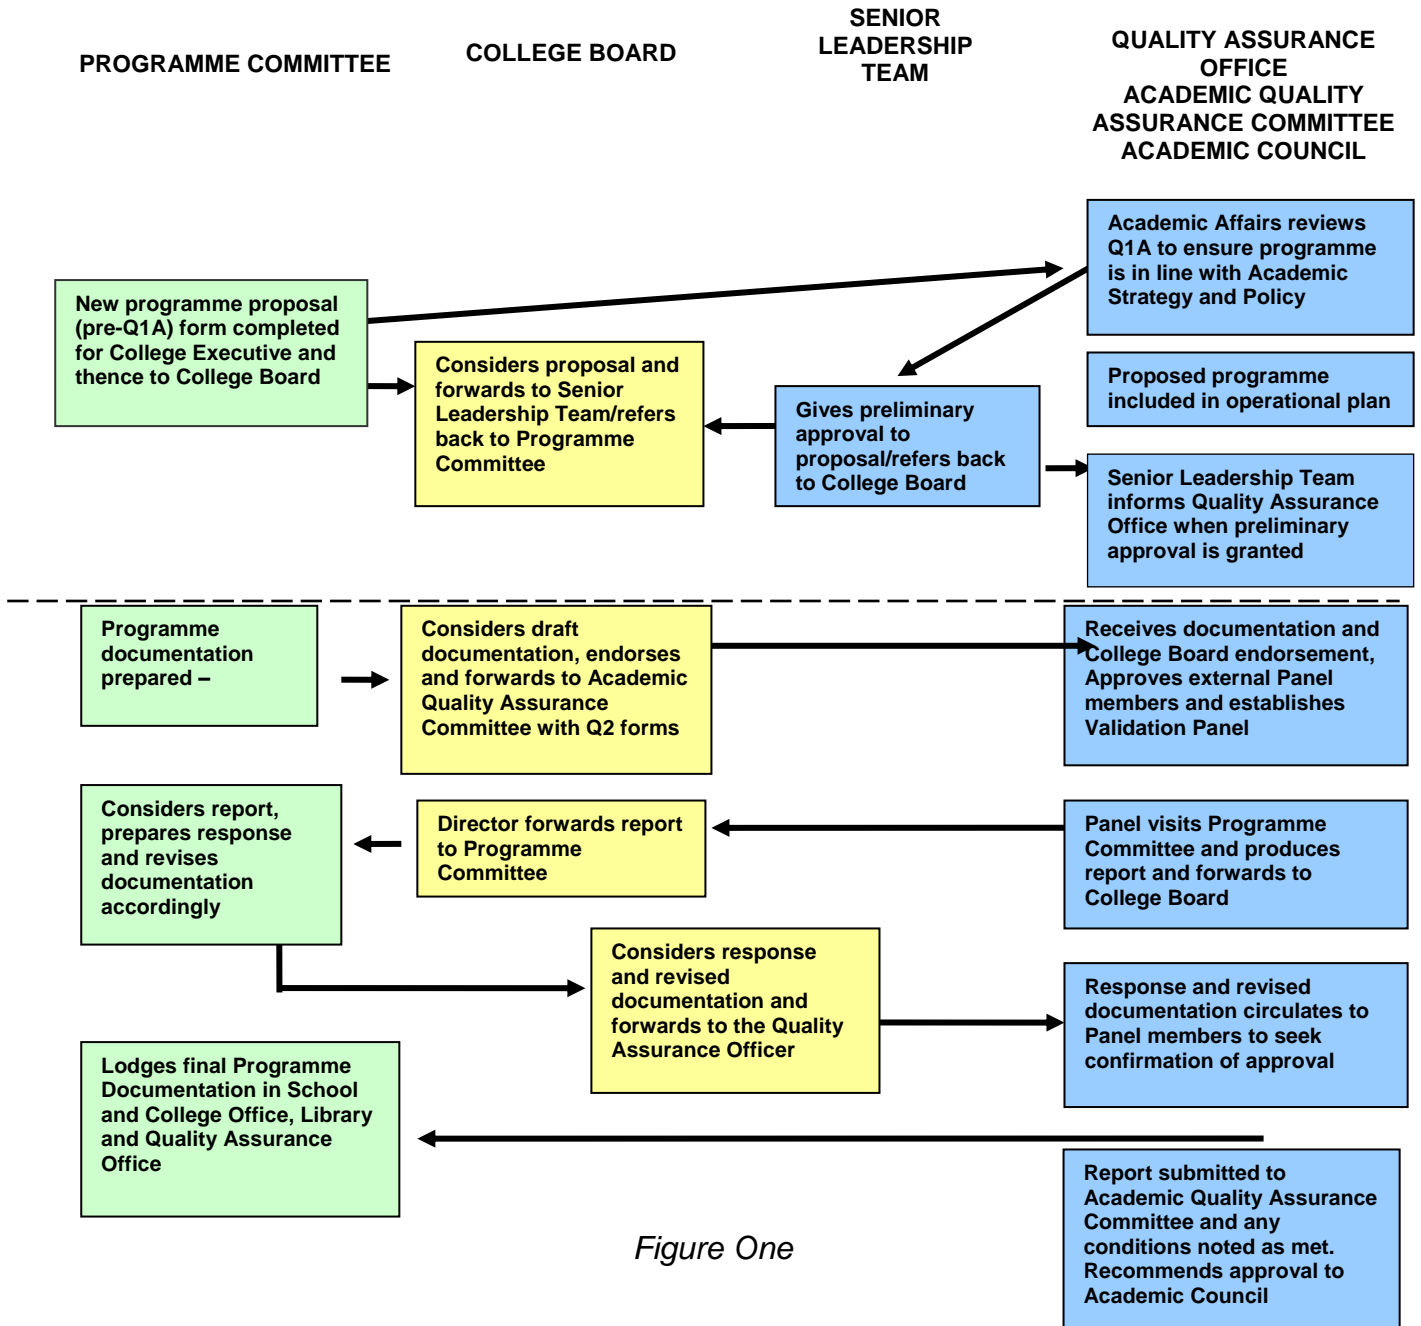 PROGRAMME COMMITTEE
COLLEGE BOARD
SENIOR
LEADERSHIP
TEAM
QUALITY ASSURANCE
OFFICE
ACADEMIC QUALITY
ASSURANCE COMMITTEE
ACADEMIC COUNCIL
New programme proposal
(pre-Q1A) form completed
for College Executive and
thence to College Board
Considers proposal and
forwards to Senior
Leadership Team/refers
back to Programme
Committee
Gives preliminary
approval to
proposal/refers back
to College Board
Academic Affairs reviews
Q1A to ensure programme
is in line with Academic
Strategy and Policy
Proposed programme
included in operational plan
Senior Leadership Team
informs Quality Assurance
Office when preliminary
approval is granted
Programme
documentation
prepared –
Considers draft
documentation, endorses
and forwards to Academic
Quality Assurance
Committee with Q2 forms
Receives documentation and
College Board endorsement,
Approves external Panel
members and establishes
Validation Panel
Considers report,
prepares response
and revises
documentation
accordingly
Director forwards report
to Programme
Committee
Panel visits Programme
Committee and produces
report and forwards to
College Board
Considers response
and revised
documentation and
forwards to the Quality
Assurance Officer
Response and revised
documentation circulates to
Panel members to seek
confirmation of approval
Lodges final Programme
Documentation in School
and College Office, Library
and Quality Assurance
Office
Report submitted to
Academic Quality Assurance
Committee and any
conditions noted as met.
Recommends approval to
Academic Council
Figure One